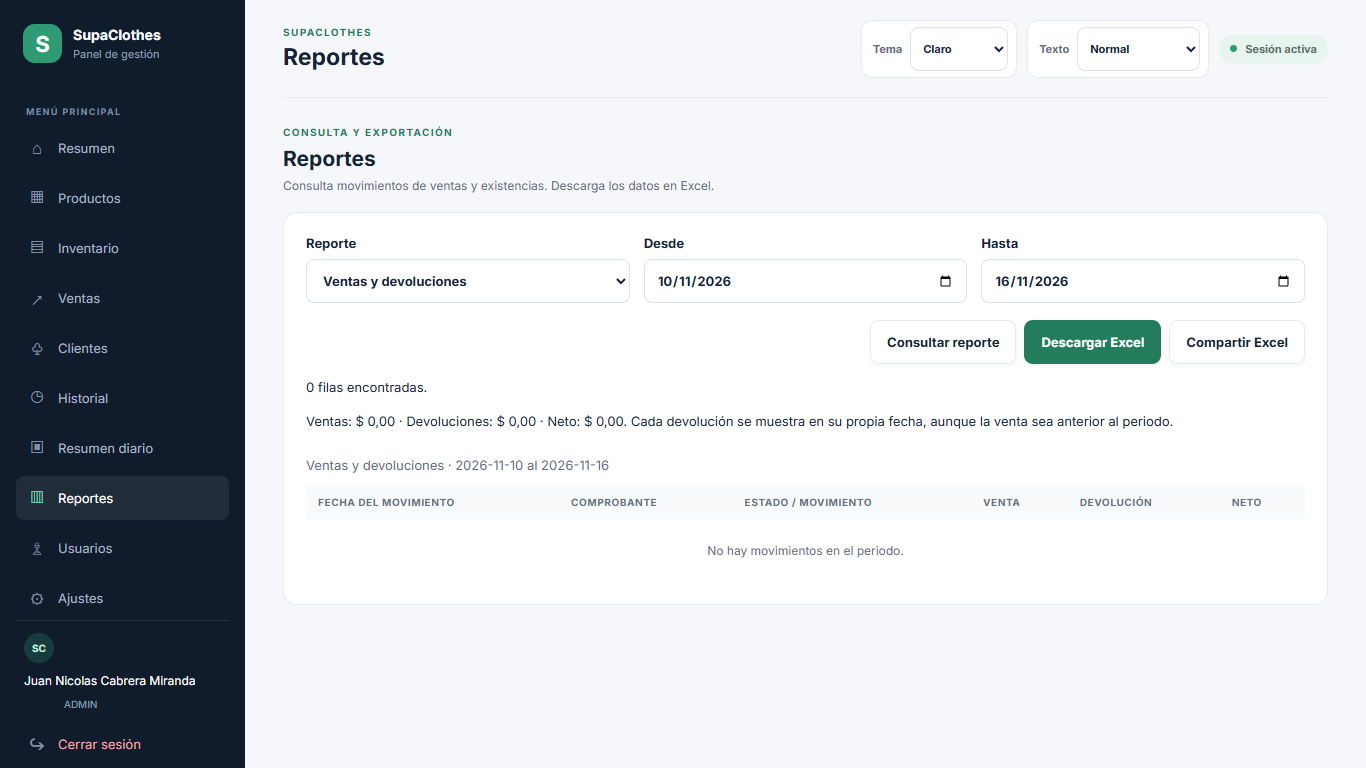 S
SupaClothes
Panel de gestión
MENÚ PRINCIPAL
Resumen
Productos
Inventario
Ventas
Clientes
Historial
Resumen diario
Reportes
Usuarios
Ajustes
SC
Juan Nicolas Cabrera Miranda
ADMIN
Cerrar sesión
SUPACLOTHES
Reportes
Tema Claro
Texto Normal
Sesión activa
CONSULTA Y EXPORTACIÓN
Reportes
Consulta movimientos de ventas y existencias. Descarga los datos en Excel.
Reporte Desde Hasta
Ventas y devoluciones 10/11/2026 16/11/2026
Consultar reporte Descargar Excel Compartir Excel
0 filas encontradas.
Ventas: $ 0,00 · Devoluciones: $ 0,00 · Neto: $ 0,00. Cada devolución se muestra en su propia fecha, aunque la venta sea anterior al periodo.
Ventas y devoluciones · 2026-11-10 al 2026-11-16
FECHA DEL MOVIMIENTO COMPROBANTE ESTADO / MOVIMIENTO VENTA DEVOLUCIÓN NETO
No hay movimientos en el periodo.